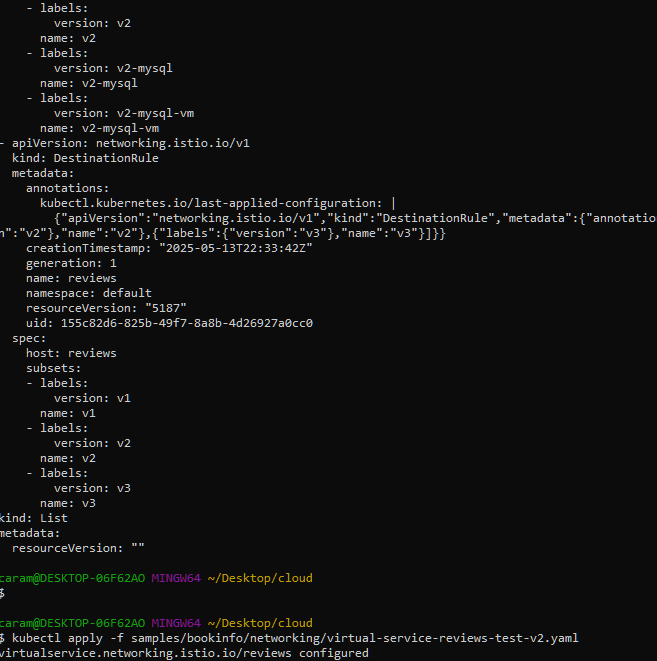 - labels:
        version: v2
      name: v2
    - labels:
        version: v2-mysql
      name: v2-mysql
    - labels:
        version: v2-mysql-vm
      name: v2-mysql-vm
- apiVersion: networking.istio.io/v1
  kind: DestinationRule
  metadata:
    annotations:
      kubectl.kubernetes.io/last-applied-configuration: |
        {"apiVersion":"networking.istio.io/v1","kind":"DestinationRule","metadata":{"annotatio
n":"v2"},"name":"v2"},{"labels":{"version":"v3"},"name":"v3"}]}}
    creationTimestamp: "2025-05-13T22:33:42Z"
    generation: 1
    name: reviews
    namespace: default
    resourceVersion: "5187"
    uid: 155c82d6-825b-49f7-8a8b-4d26927a0cc0
  spec:
    host: reviews
    subsets:
    - labels:
        version: v1
      name: v1
    - labels:
        version: v2
      name: v2
    - labels:
        version: v3
      name: v3
kind: List
metadata:
  resourceVersion: ""
caram@DESKTOP-06F62AO MINGW64 ~/Desktop/cloud
$
caram@DESKTOP-06F62AO MINGW64 ~/Desktop/cloud
$ kubectl apply -f samples/bookinfo/networking/virtual-service-reviews-test-v2.yaml
virtualservice.networking.istio.io/reviews configured